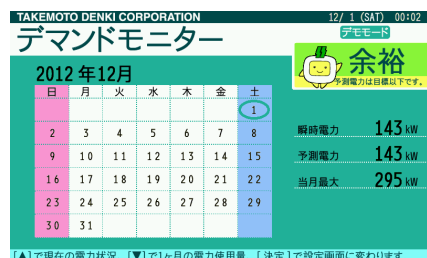 TAKEMOTO DENKI CORPORATION 12/ 1 (SAT) 00:02
デマンドモニター
デモモード
余裕
予測電力は目標以下です。
2012 年 12月
日 月 火 水 木 金 土
1
2 3 4 5 6 7 8
9 10 11 12 13 14 15
16 17 18 19 20 21 22
23 24 25 26 27 28 29
30 31
瞬時電力 143 kW
予測電力 143 kW
当月最大 295 kW
[▲]で現在の電力状況 [▼]で1ヶ月の電力使用量 [決定]で設定画面に変わります